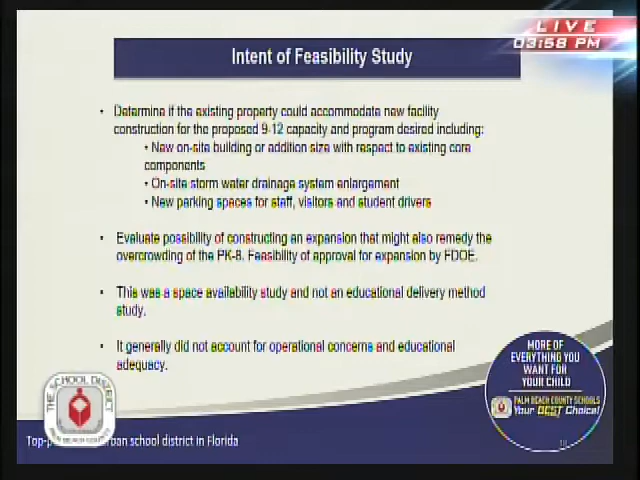 LIVE
03:58 PM
Intent of Feasibility Study
• Determine if the existing property could accommodate new facility
construction for the proposed 9-12 capacity and program desired including:
• New on-site building or addition size with respect to existing core
components
• On-site storm water drainage system enlargement
• New parking spaces for staff, visitors and student drivers
• Evaluate possibility of constructing an expansion that might also remedy the
overcrowding of the PK-8. Feasibility of approval for expansion by FDOE.
• This was a space availability study and not an educational delivery method
study.
• It generally did not account for operational concerns and educational
adequacy.
MORE OF
EVERYTHING YOU
WANT FOR
YOUR CHILD
PALM BEACH COUNTY SCHOOLS
Your BEST Choice!
THE SCHOOL DISTRICT
PALM BEACH COUNTY
urban school district in Florida